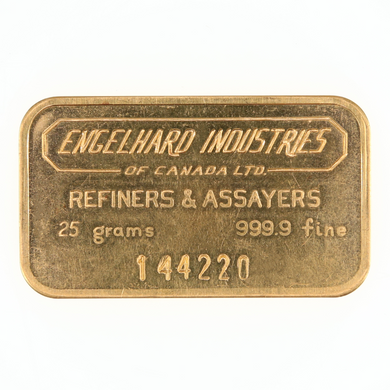 ENGELHARD INDUSTRIES
OF CANADA LTD.
REFINERS & ASSAYERS
25 grams 999.9 fine
144220